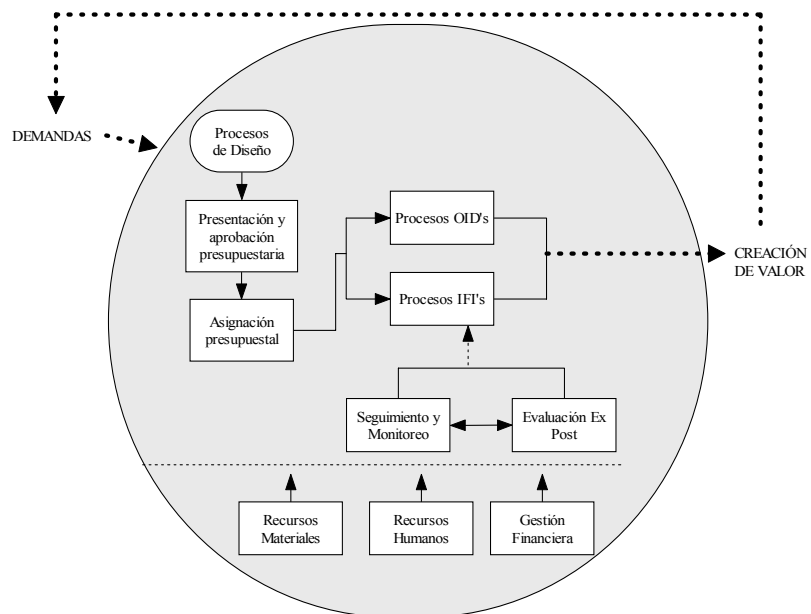 DEMANDAS
Procesos
de Diseño
Presentación y
aprobación
presupuestaria
Asignación
presupuestal
Procesos OID's
Procesos IFI's
CREACIÓN
DE VALOR
Seguimiento y
Monitoreo
Evaluación Ex
Post
Recursos
Materiales
Recursos
Humanos
Gestión
Financiera